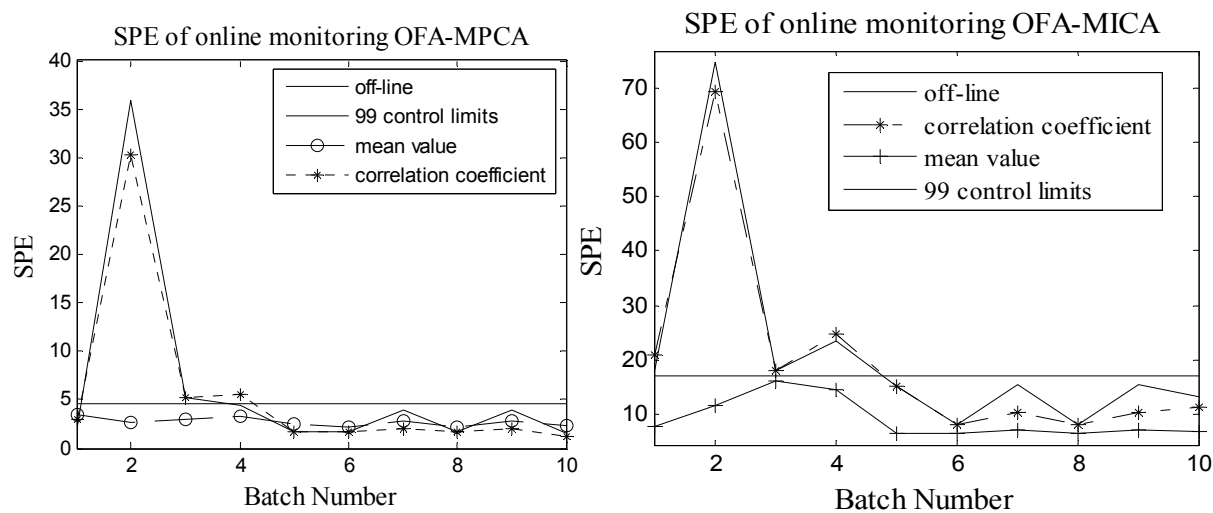 SPE of online monitoring OFA-MPCA
40
35
30
25
20
15
10
5
0
SPE
off-line
99 control limits
mean value
correlation coefficient
2
4
6
8
10
Batch Number
SPE of online monitoring OFA-MICA
70
60
50
40
30
20
10
SPE
off-line
correlation coefficient
mean value
99 control limits
2
4
6
8
10
Batch Number